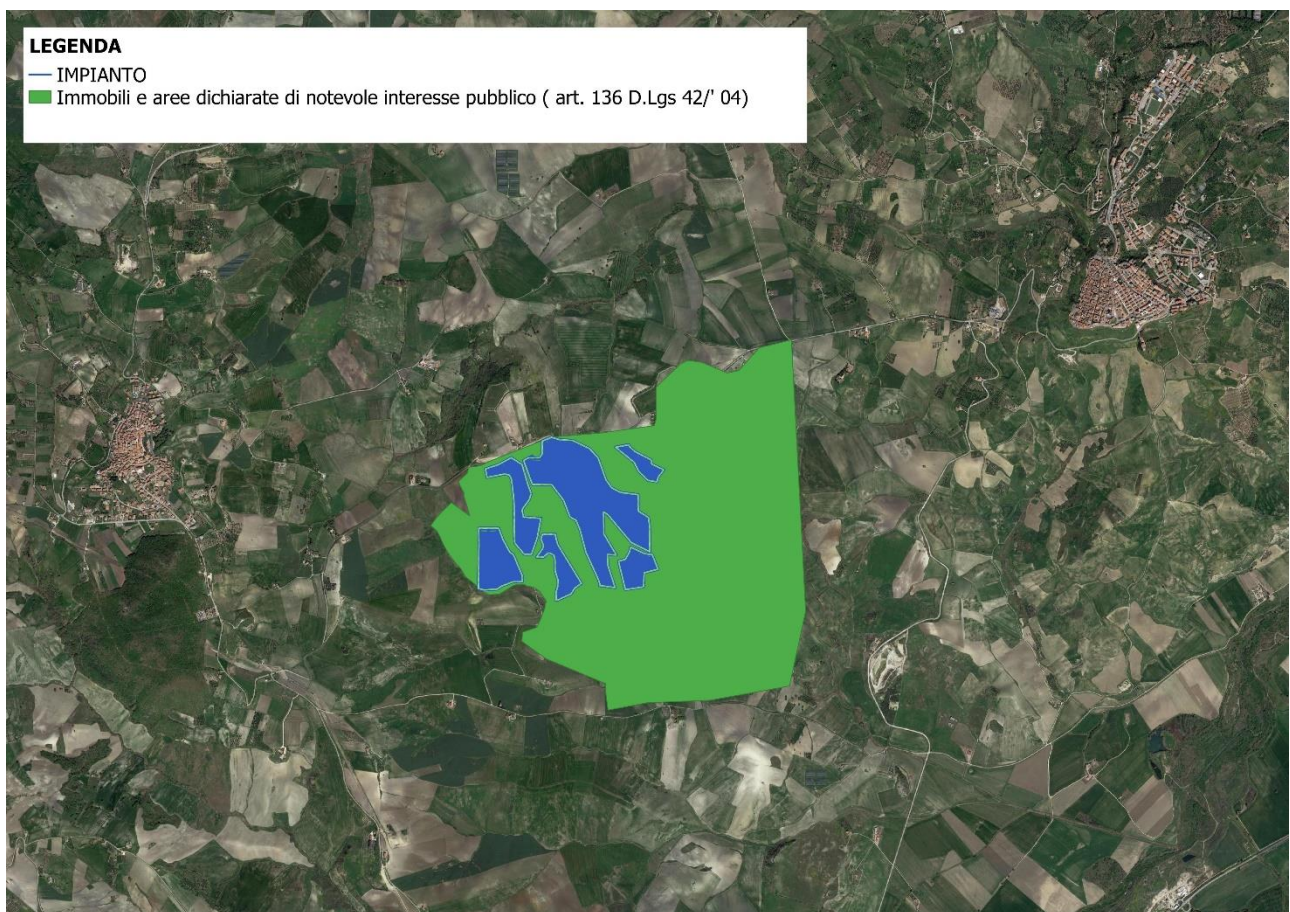 LEGENDA
IMPIANTO
Immobili e aree dichiarate di notevole interesse pubblico ( art. 136 D.Lgs 42/' 04)